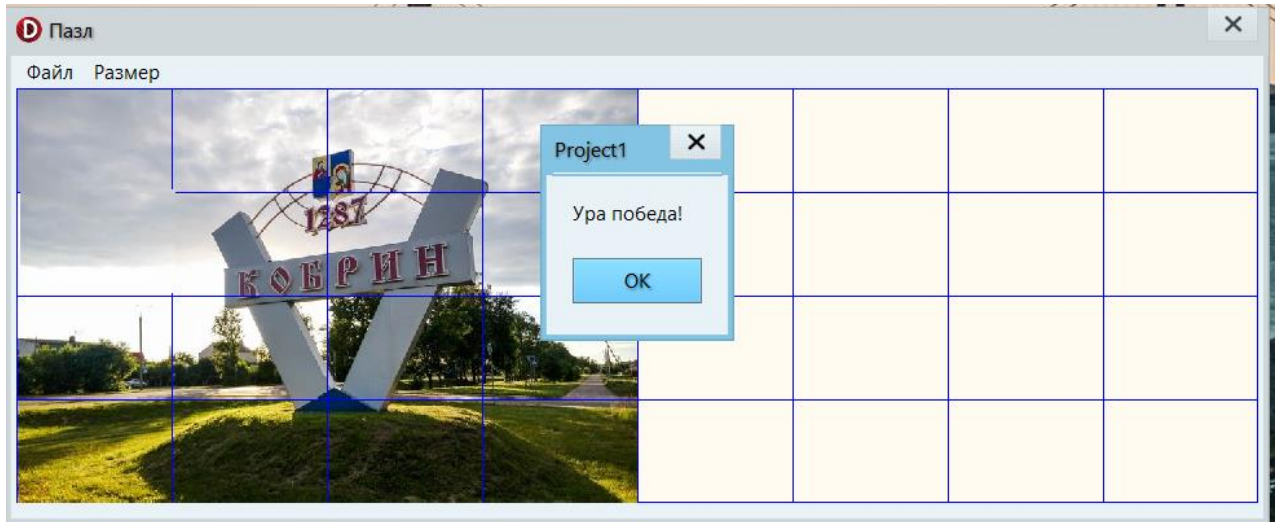 Пазл
Файл Размер
Project1
Ура победа!
OK
1287
КОБРИН